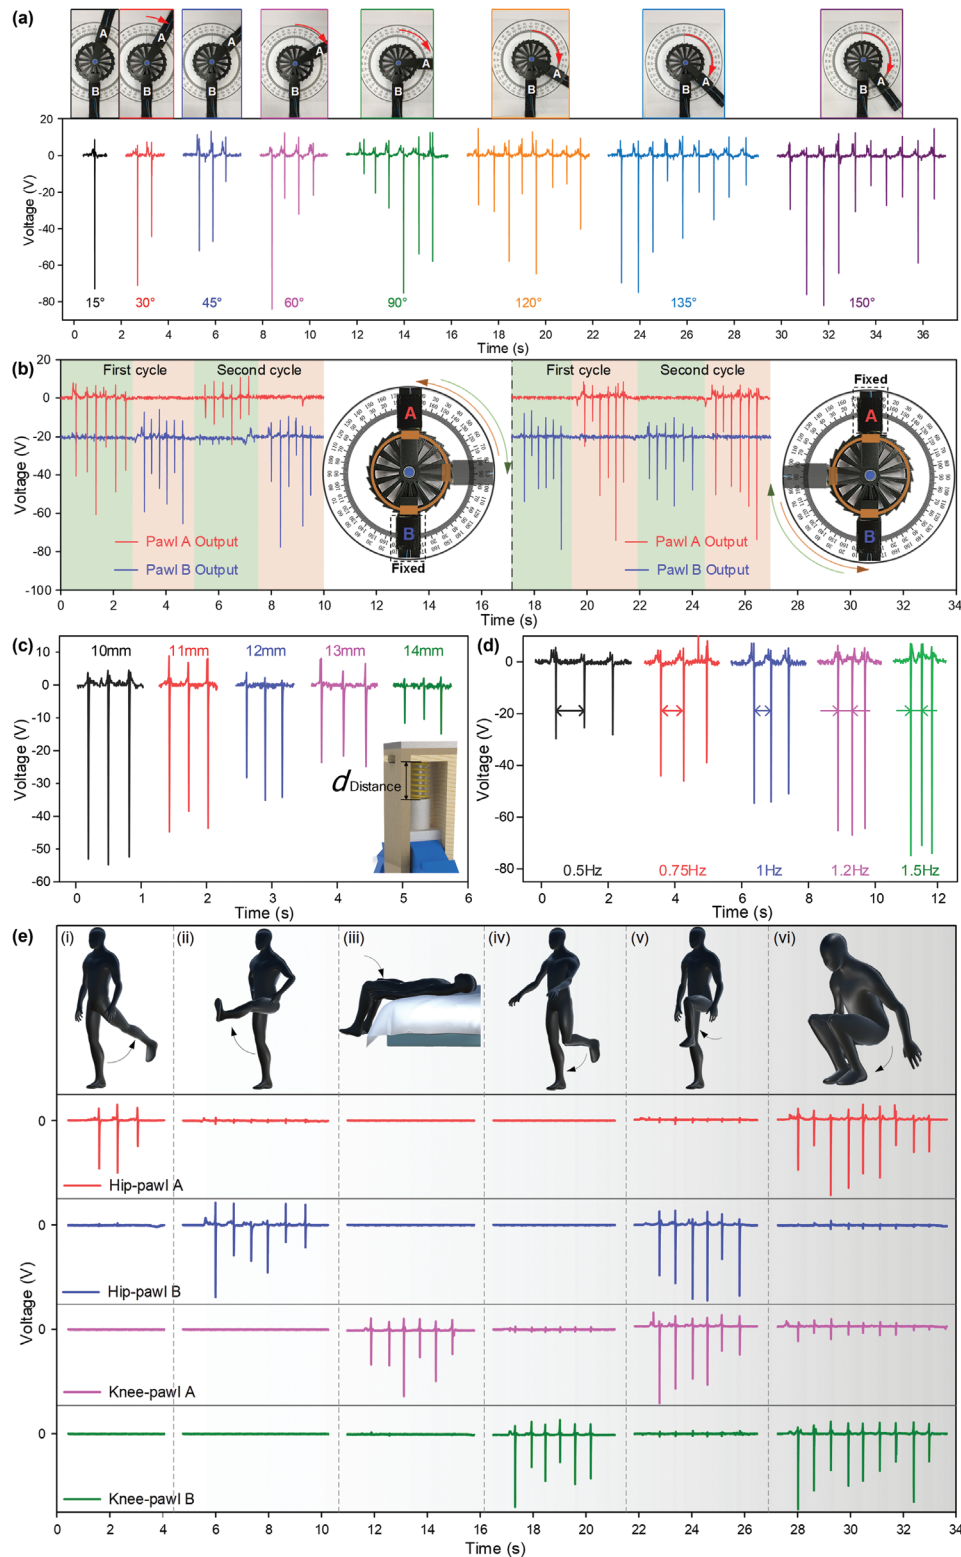 (a)
A
B
A
B
A
B
A
B
A
B
A
B
A
B
A
B
Voltage (V)
20
0
-20
-40
-60
-80
15°
30°
45°
60°
90°
120°
135°
150°
0 2 4 6 8 10 12 14 16 18 20 22 24 26 28 30 32 34 36
Time (s)
(b)
Voltage (V)
20
0
-20
-40
-60
-80
-100
First cycle
Second cycle
First cycle
Second cycle
Pawl A Output
Pawl B Output
Pawl A Output
Pawl B Output
A
B
Fixed
Fixed
A
B
0 2 4 6 8 10 12 14 16 18 20 22 24 26 28 30 32 34
Time (s)
(c)
Voltage (V)
10
0
-10
-20
-30
-40
-50
-60
10mm
11mm
12mm
13mm
14mm
d Distance
0 1 2 3 4 5 6
Time (s)
(d)
Voltage (V)
0
-20
-40
-60
-80
0.5Hz
0.75Hz
1Hz
1.2Hz
1.5Hz
0 2 4 6 8 10 12
Time (s)
(e)
(i)
(ii)
(iii)
(iv)
(v)
(vi)
Voltage (V)
0
Hip-pawl A
0
Hip-pawl B
0
Knee-pawl A
0
Knee-pawl B
0 2 4 6 8 10 12 14 16 18 20 22 24 26 28 30 32 34
Time (s)